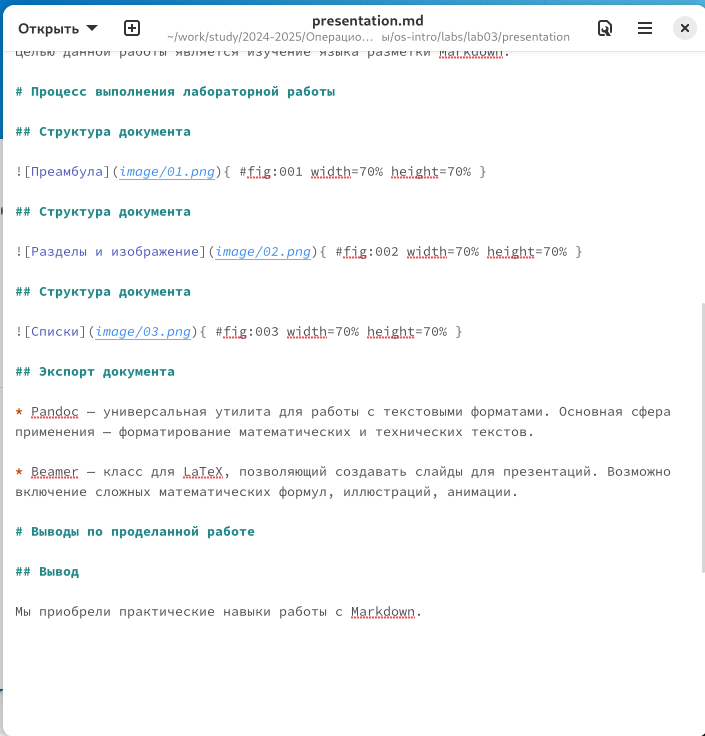 Открыть
presentation.md
~/work/study/2024-2025/Операцио… ы/os-intro/labs/lab03/presentation
Целью данной работы является изучение языка разметки Markdown.
# Процесс выполнения лабораторной работы
## Структура документа
![Преамбула](image/01.png){ #fig:001 width=70% height=70% }
## Структура документа
![Разделы и изображение](image/02.png){ #fig:002 width=70% height=70% }
## Структура документа
![Списки](image/03.png){ #fig:003 width=70% height=70% }
## Экспорт документа
* Pandoc — универсальная утилита для работы с текстовыми форматами. Основная сфера
применения — форматирование математических и технических текстов.
* Beamer — класс для LaTeX, позволяющий создавать слайды для презентаций. Возможно
включение сложных математических формул, иллюстраций, анимации.
# Выводы по проделанной работе
## Вывод
Мы приобрели практические навыки работы с Markdown.